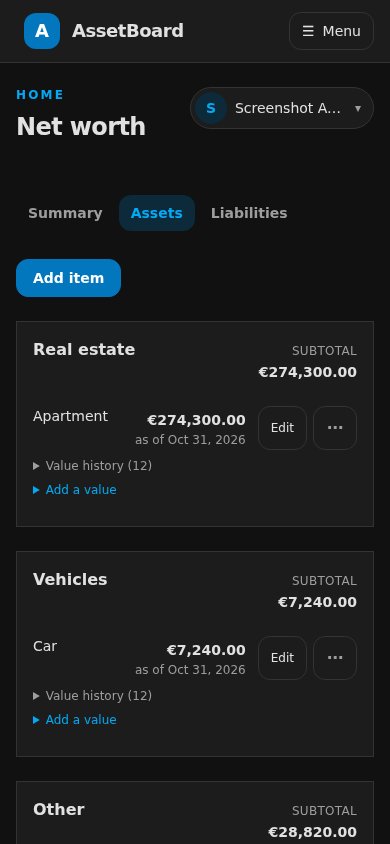 A AssetBoard
☰ Menu
HOME
Net worth
S Screenshot A... ▾
Summary Assets Liabilities
Add item
Real estate
SUBTOTAL
€274,300.00
Apartment
€274,300.00
as of Oct 31, 2026
Edit
...
Value history (12)
Add a value
Vehicles
SUBTOTAL
€7,240.00
Car
€7,240.00
as of Oct 31, 2026
Edit
...
Value history (12)
Add a value
Other
SUBTOTAL
€28,820.00